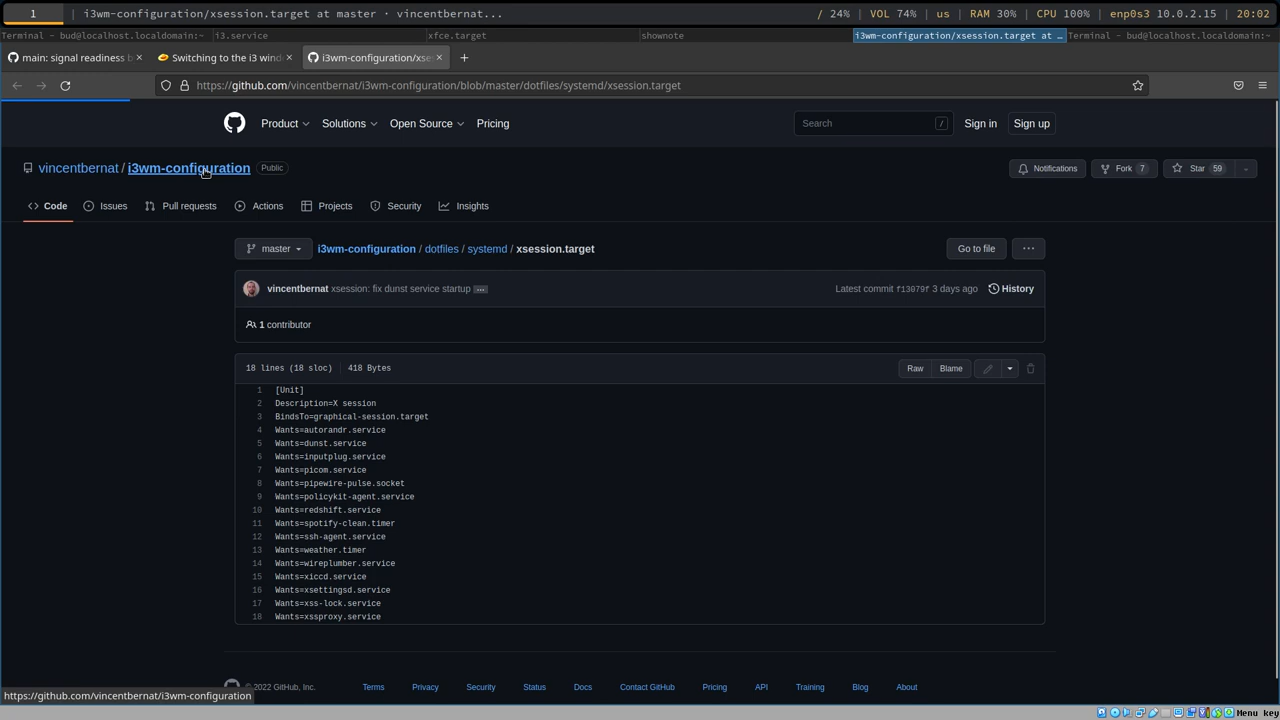 1 | i3wm-configuration/xsession.target at master · vincentbernat... / 24% | VOL 74% | us | RAM 30% | CPU 100% | enp0s3 10.0.2.15 | 20:02
Terminal - bud@localhost.localdomain:~ i3.service xfce.target shownote i3wm-configuration/xsession.target at … Terminal - bud@localhost.localdomain:~
main: signal readiness b Switching to the i3 wind i3wm-configuration/xse
https://github.com/vincentbernat/i3wm-configuration/blob/master/dotfiles/systemd/xsession.target
Product Solutions Open Source Pricing Search / Sign in Sign up
vincentbernat / i3wm-configuration Public Notifications Fork 7 Star 59
Code Issues Pull requests Actions Projects Security Insights
master i3wm-configuration / dotfiles / systemd / xsession.target Go to file ...
vincentbernat xsession: fix dunst service startup ... Latest commit f13079f 3 days ago History
1 contributor
18 lines (18 sloc) | 418 Bytes Raw Blame
1 [Unit]
2 Description=X session
3 BindsTo=graphical-session.target
4 Wants=autorandr.service
5 Wants=dunst.service
6 Wants=inputplug.service
7 Wants=picom.service
8 Wants=pipewire-pulse.socket
9 Wants=policykit-agent.service
10 Wants=redshift.service
11 Wants=spotify-clean.timer
12 Wants=ssh-agent.service
13 Wants=weather.timer
14 Wants=wireplumber.service
15 Wants=xiccd.service
16 Wants=xsettingsd.service
17 Wants=xss-lock.service
18 Wants=xssproxy.service
© 2022 GitHub, Inc. Terms Privacy Security Status Docs Contact GitHub Pricing API Training Blog About
https://github.com/vincentbernat/i3wm-configuration
Menu key